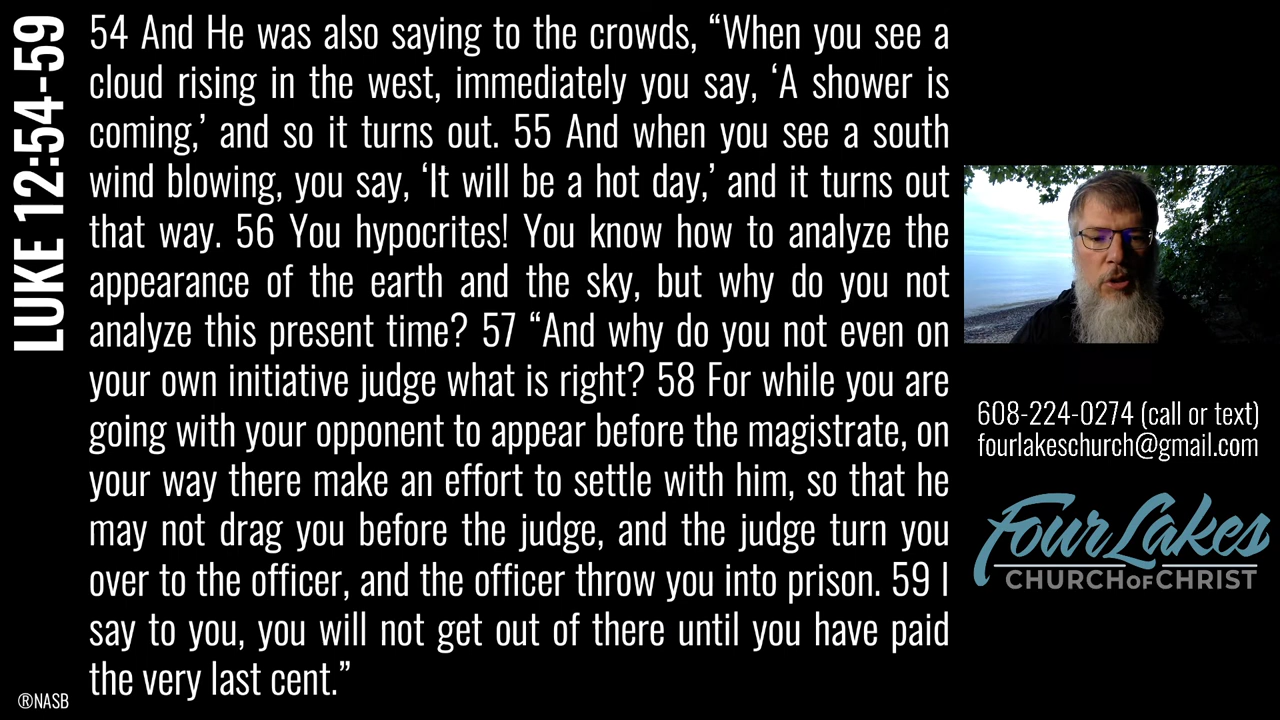 LUKE 12:54-59
54 And He was also saying to the crowds, “When you see a
cloud rising in the west, immediately you say, ‘A shower is
coming,’ and so it turns out. 55 And when you see a south
wind blowing, you say, ‘It will be a hot day,’ and it turns out
that way. 56 You hypocrites! You know how to analyze the
appearance of the earth and the sky, but why do you not
analyze this present time? 57 “And why do you not even on
your own initiative judge what is right? 58 For while you are
going with your opponent to appear before the magistrate, on
your way there make an effort to settle with him, so that he
may not drag you before the judge, and the judge turn you
over to the officer, and the officer throw you into prison. 59 I
say to you, you will not get out of there until you have paid
the very last cent.”
®NASB
608-224-0274 (call or text)
fourlakeschurch@gmail.com
Four Lakes
CHURCH OF CHRIST